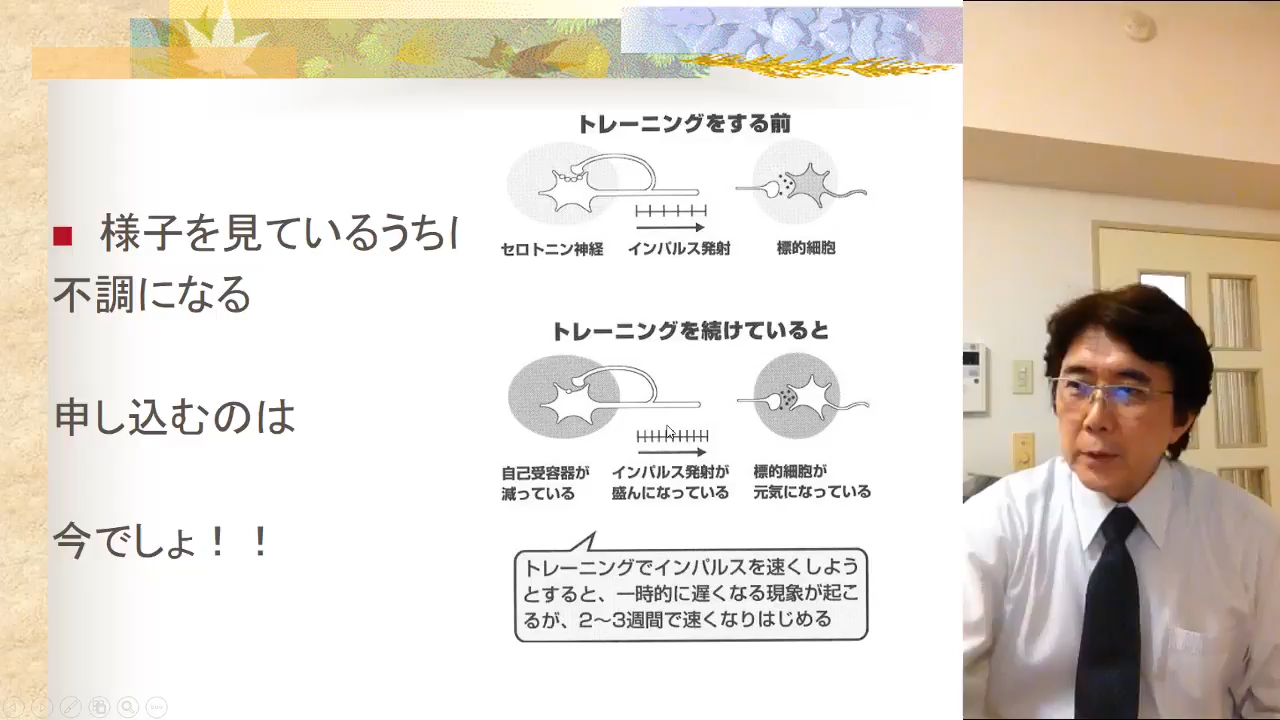 ■ 様子を見ているうちに
不調になる
申し込むのは
今でしょ！！
トレーニングをする前
セロトニン神経
インパルス発射
標的細胞
トレーニングを続けていると
自己受容器が
減っている
インパルス発射が
盛んになっている
標的細胞が
元気になっている
トレーニングでインパルスを速くしよう
とすると、一時的に遅くなる現象が起こ
るが、2〜3週間で速くなりはじめる